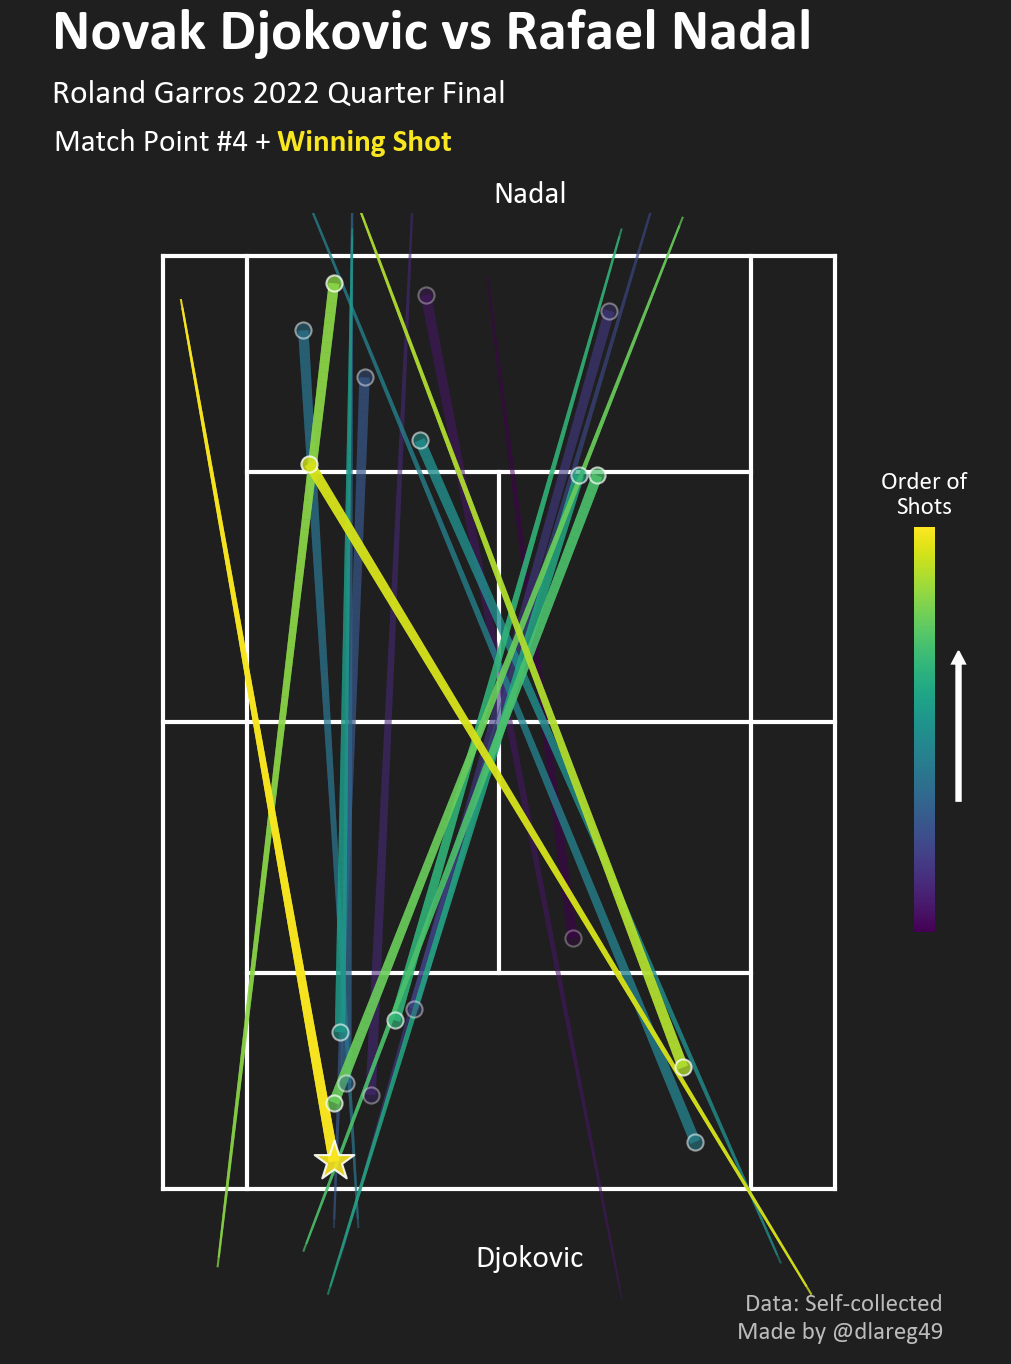 Novak Djokovic vs Rafael Nadal
Roland Garros 2022 Quarter Final
Match Point #4 + Winning Shot
Nadal
Order of
Shots
Djokovic
Data: Self-collected
Made by @dlareg49